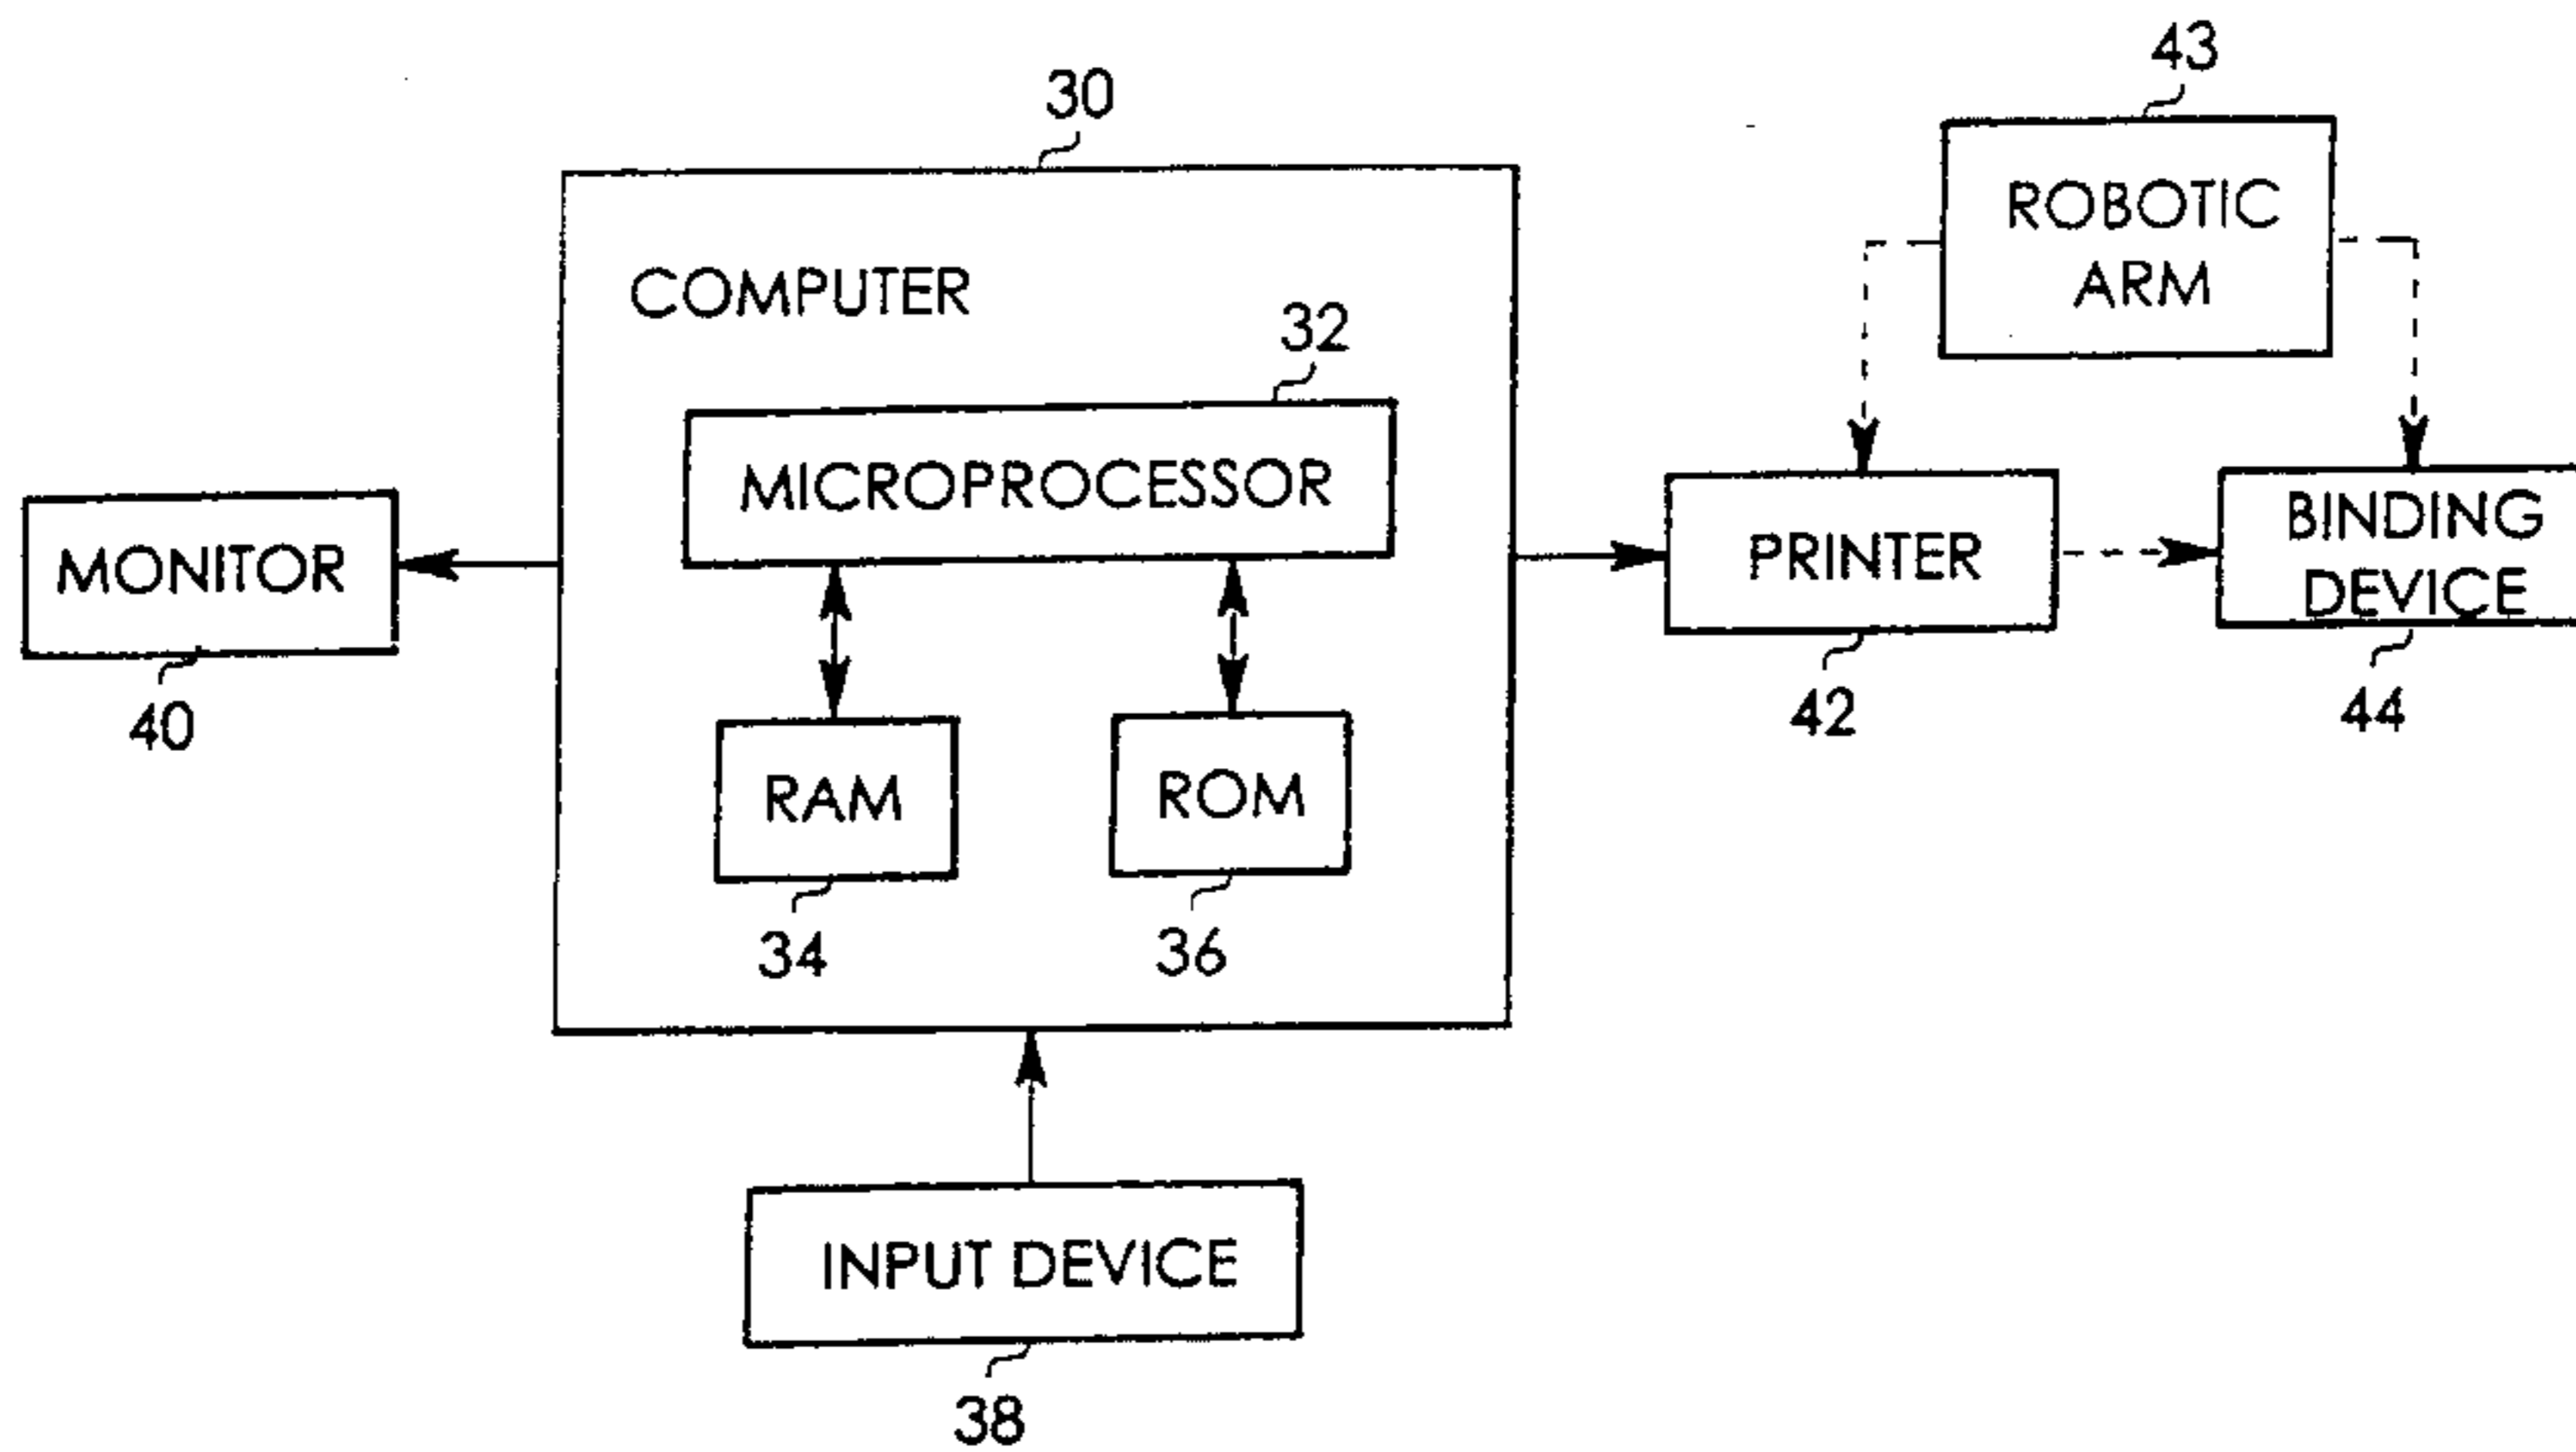 43
30
ROBOTIC
ARM
COMPUTER
32
MICROPROCESSOR
MONITOR
PRINTER
BINDING
DEVICE
40
42
44
RAM
ROM
34
36
INPUT DEVICE
38